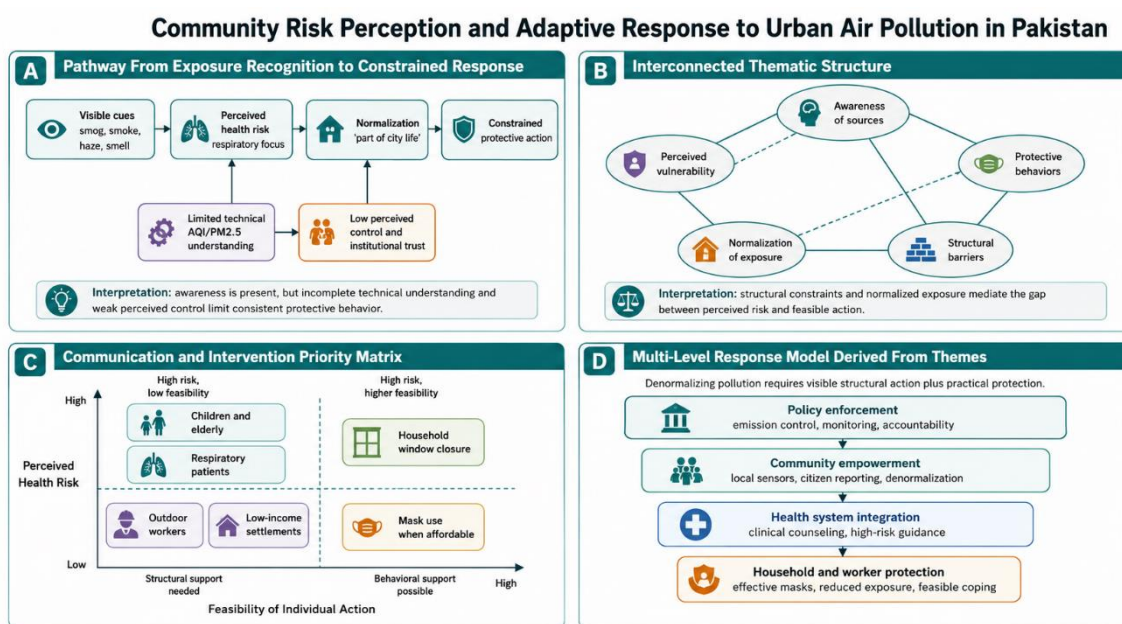 Community Risk Perception and Adaptive Response to Urban Air Pollution in Pakistan
A
Pathway From Exposure Recognition to Constrained Response
Visible cues
smog, smoke,
haze, smell
Perceived
health risk
respiratory focus
Normalization
'part of city life'
Constrained
protective action
Limited technical
AQI/PM2.5
understanding
Low perceived
control and
institutional trust
Interpretation: awareness is present, but incomplete technical understanding and
weak perceived control limit consistent protective behavior.
B
Interconnected Thematic Structure
Awareness
of sources
Perceived
vulnerability
Protective
behaviors
Normalization
of exposure
Structural
barriers
Interpretation: structural constraints and normalized exposure mediate the gap
between perceived risk and feasible action.
C
Communication and Intervention Priority Matrix
High risk,
low feasibility
High risk,
higher feasibility
High
Children and
elderly
Household
window closure
Respiratory
patients
Perceived
Health Risk
Outdoor
workers
Low-income
settlements
Mask use
when affordable
Low
Structural support
needed
Behavioral support
possible
High
Feasibility of Individual Action
D
Multi-Level Response Model Derived From Themes
Denormalizing pollution requires visible structural action plus practical protection.
Policy enforcement
emission control, monitoring, accountability
Community empowerment
local sensors, citizen reporting, denormalization
Health system integration
clinical counseling, high-risk guidance
Household and worker protection
effective masks, reduced exposure, feasible coping